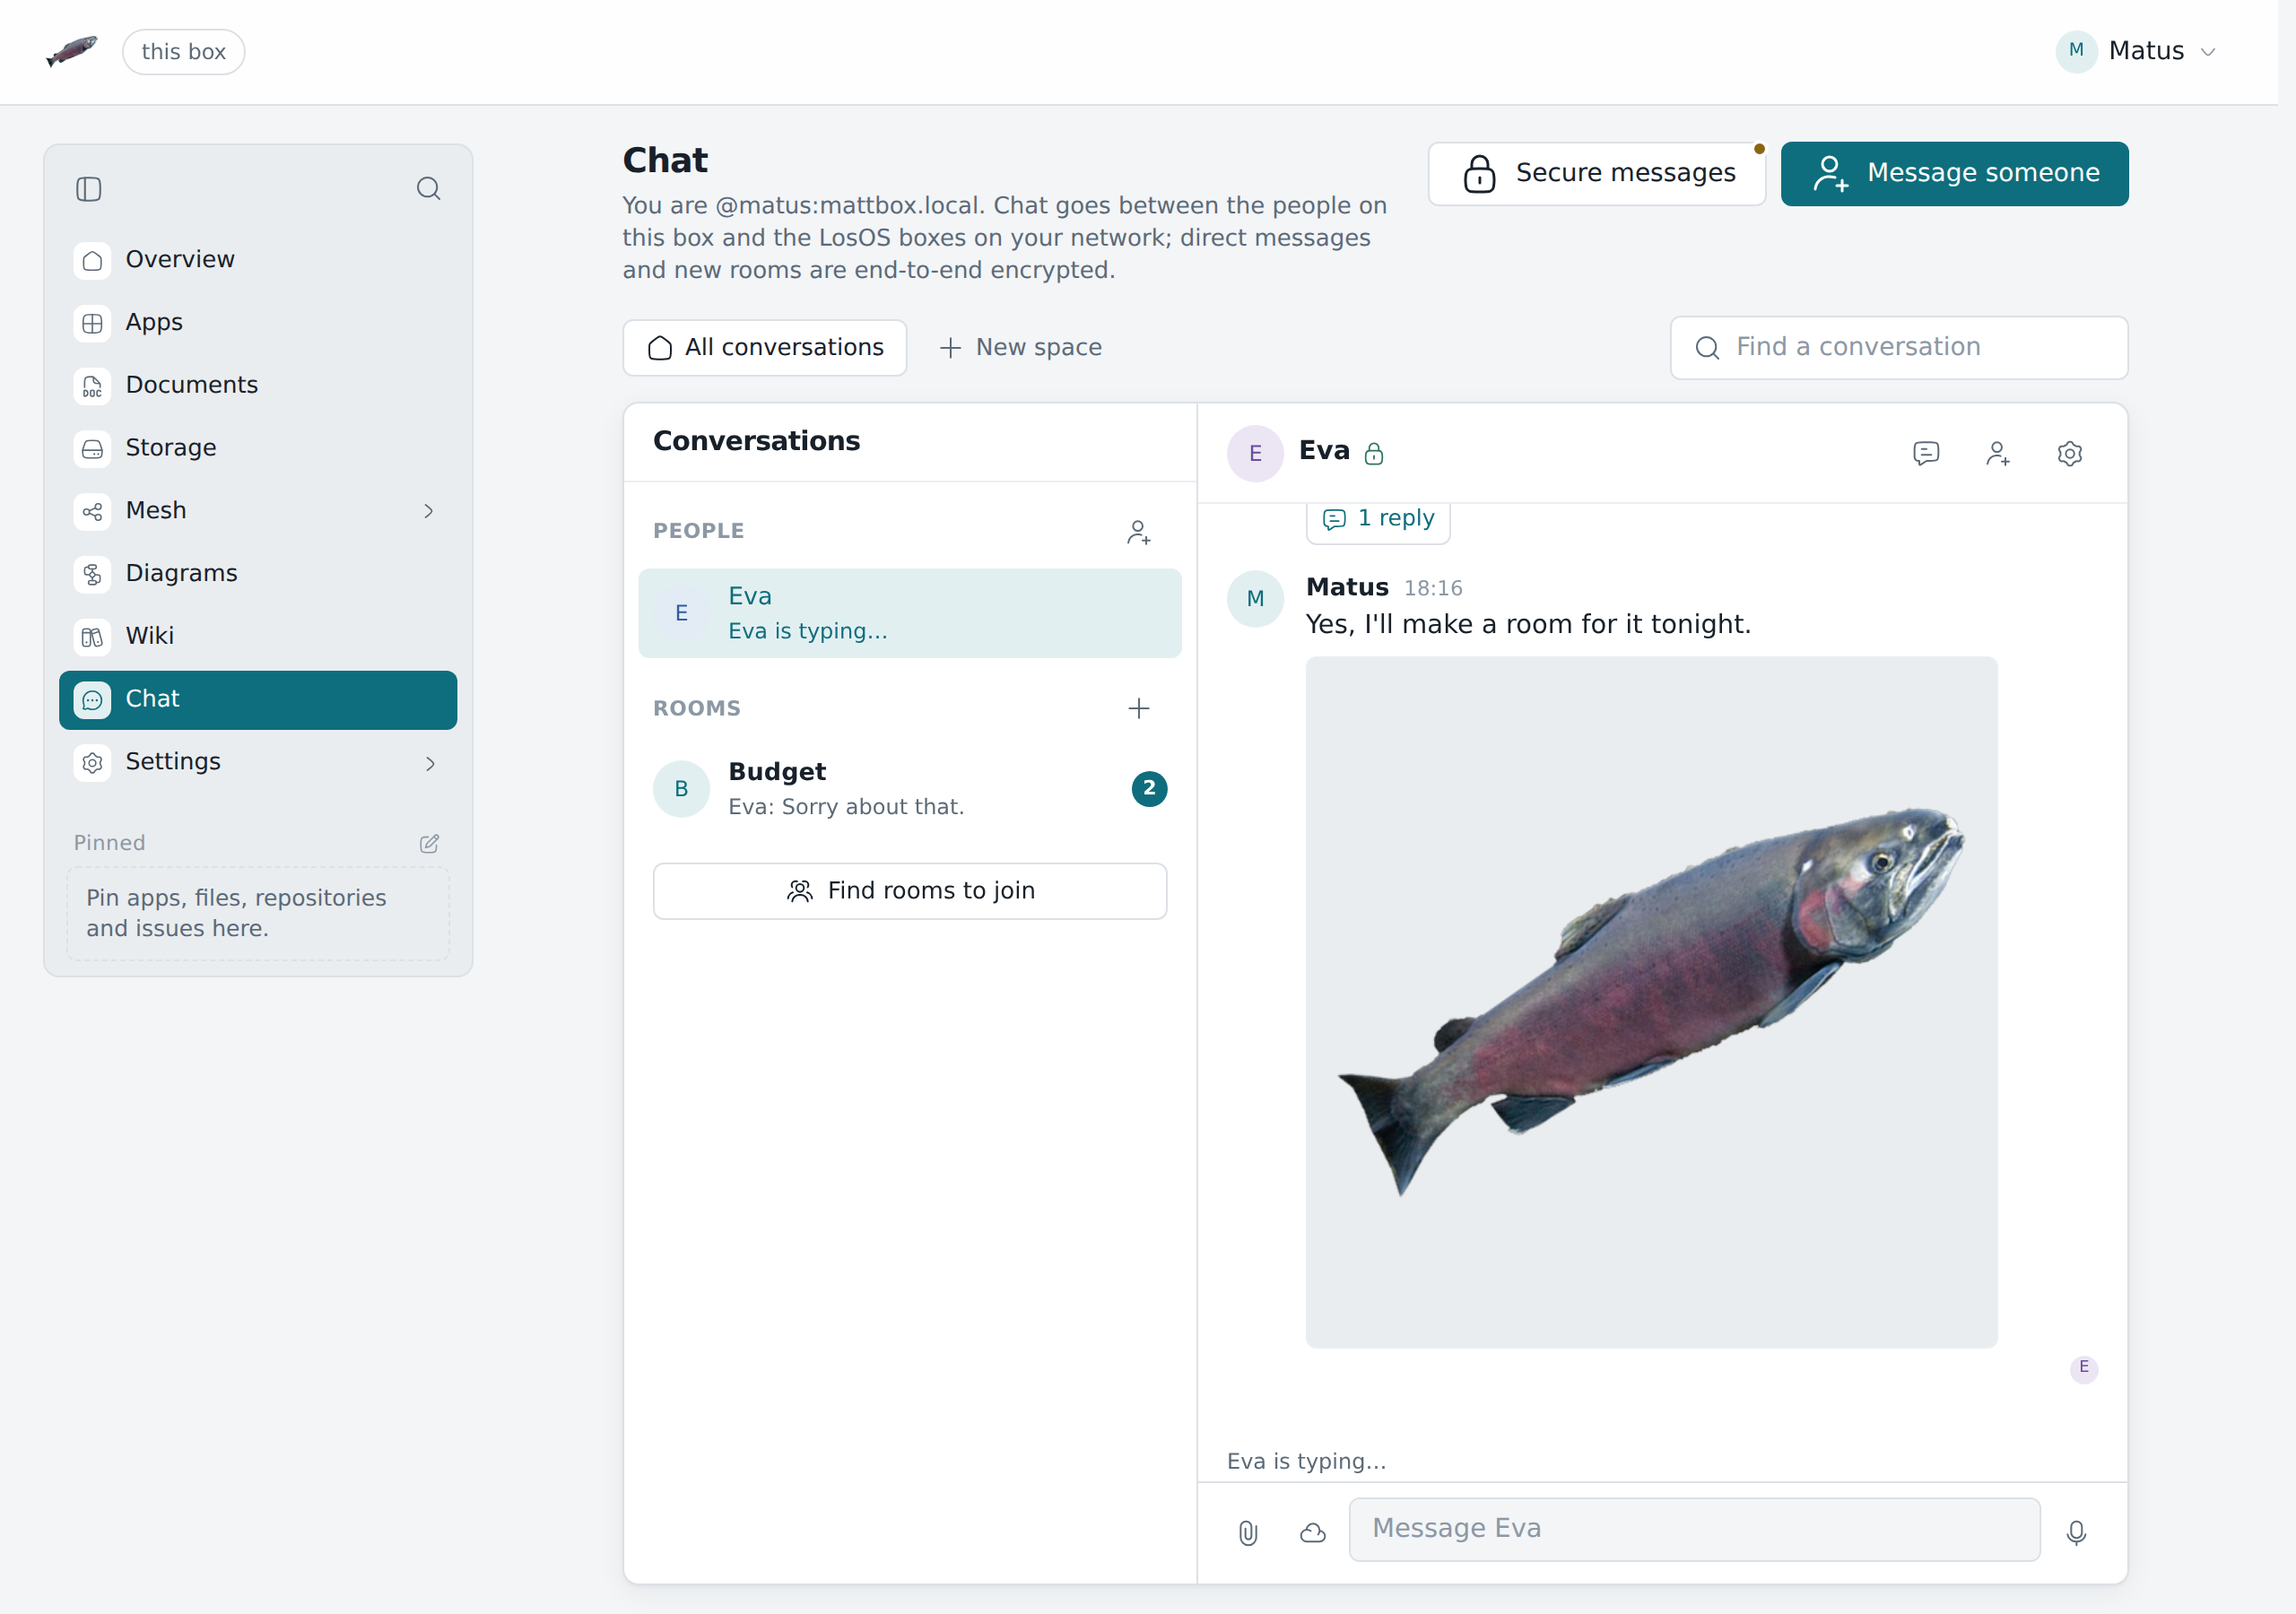 this box
M
Matus
Overview
Apps
DOC
Documents
Storage
Mesh
Diagrams
Wiki
Chat
Settings
Pinned
Pin apps, files, repositories
and issues here.
Chat
You are @matus:mattbox.local. Chat goes between the people on
this box and the LosOS boxes on your network; direct messages
and new rooms are end-to-end encrypted.
Secure messages
Message someone
All conversations
New space
Find a conversation
Conversations
PEOPLE
E
Eva
Eva is typing...
ROOMS
B
Budget
Eva: Sorry about that.
2
Find rooms to join
E
Eva
1 reply
M
Matus 18:16
Yes, I'll make a room for it tonight.
E
Eva is typing...
Message Eva